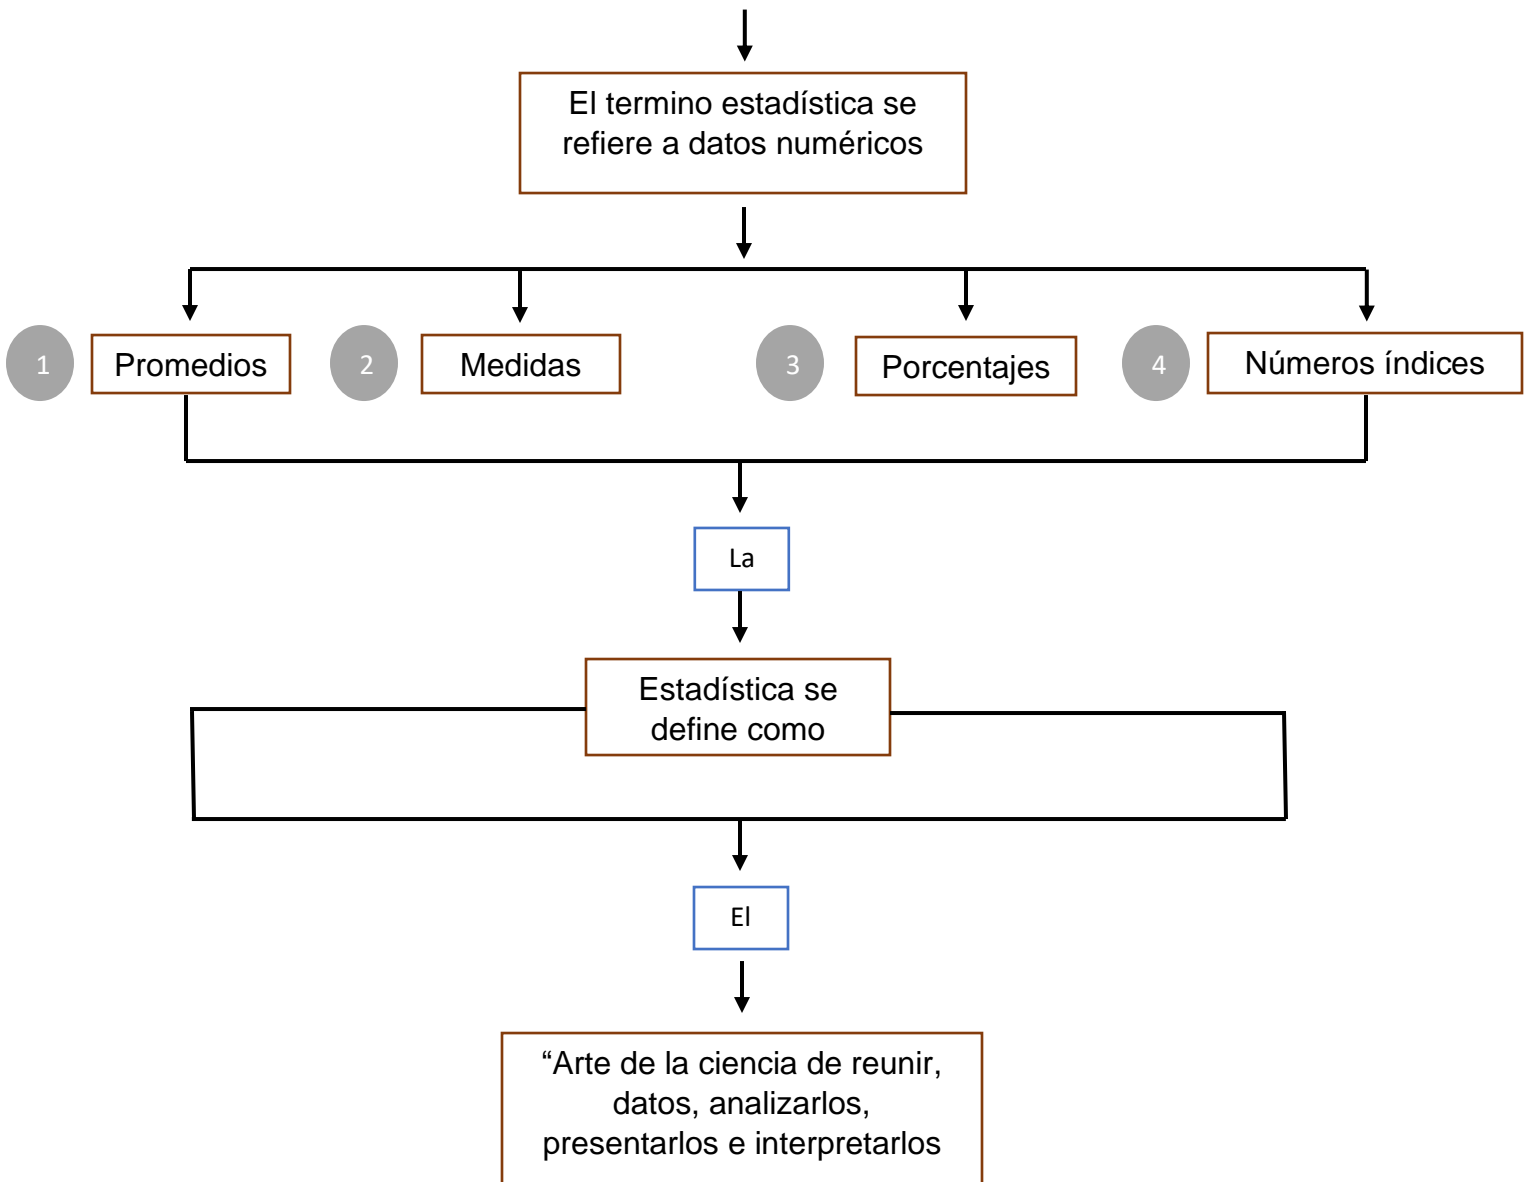 El termino estadística se
refiere a datos numéricos
1
Promedios
2
Medidas
3
Porcentajes
4
Números índices
La
Estadística se
define como
El
“Arte de la ciencia de reunir,
datos, analizarlos,
presentarlos e interpretarlos